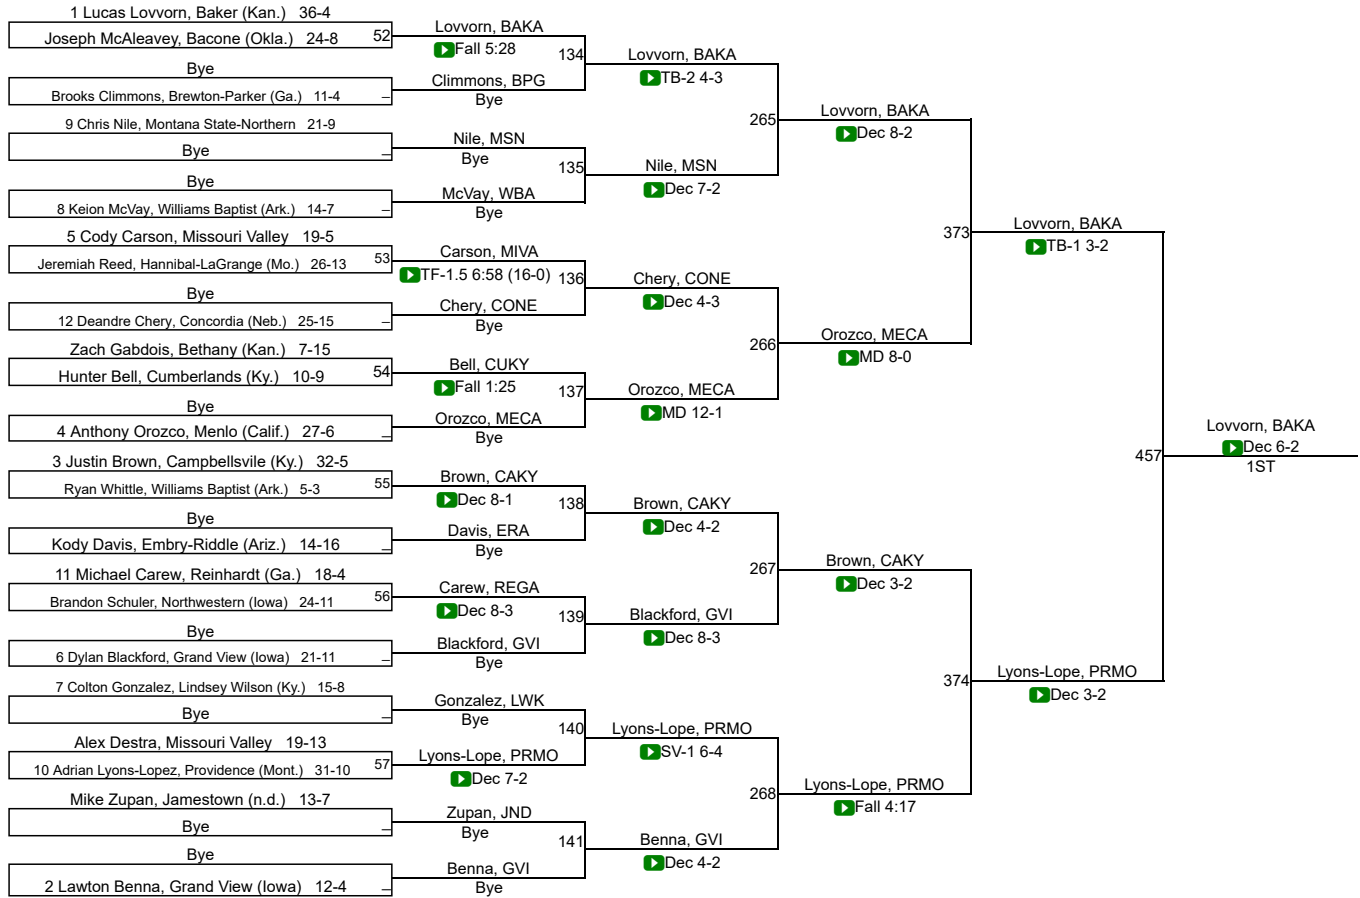 1 Lucas Lovvorn, Baker (Kan.) 36-4
Joseph McAleavey, Bacone (Okla.) 24-8
52
Bye
Brooks Climmons, Brewton-Parker (Ga.) 11-4
_
9 Chris Nile, Montana State-Northern 21-9
Bye
_
Bye
8 Keion McVay, Williams Baptist (Ark.) 14-7
_
5 Cody Carson, Missouri Valley 19-5
Jeremiah Reed, Hannibal-LaGrange (Mo.) 26-13
53
Bye
12 Deandre Chery, Concordia (Neb.) 25-15
_
Zach Gabdois, Bethany (Kan.) 7-15
Hunter Bell, Cumberlands (Ky.) 10-9
54
Bye
4 Anthony Orozco, Menlo (Calif.) 27-6
_
3 Justin Brown, Campbellsvile (Ky.) 32-5
Ryan Whittle, Williams Baptist (Ark.) 5-3
55
Bye
Kody Davis, Embry-Riddle (Ariz.) 14-16
_
11 Michael Carew, Reinhardt (Ga.) 18-4
Brandon Schuler, Northwestern (Iowa) 24-11
56
Bye
6 Dylan Blackford, Grand View (Iowa) 21-11
_
7 Colton Gonzalez, Lindsey Wilson (Ky.) 15-8
Bye
_
Alex Destra, Missouri Valley 19-13
10 Adrian Lyons-Lopez, Providence (Mont.) 31-10
57
Mike Zupan, Jamestown (n.d.) 13-7
Bye
_
Bye
2 Lawton Benna, Grand View (Iowa) 12-4
_
Lovvorn, BAKA
Fall 5:28
134
Climmons, BPG
Bye
Nile, MSN
Bye
135
McVay, WBA
Bye
Carson, MIVA
TF-1.5 6:58 (16-0)
136
Chery, CONE
Bye
Bell, CUKY
Fall 1:25
137
Orozco, MECA
Bye
Brown, CAKY
Dec 8-1
138
Davis, ERA
Bye
Carew, REGA
Dec 8-3
139
Blackford, GVI
Bye
Gonzalez, LWK
Bye
140
Lyons-Lope, PRMO
Dec 7-2
Zupan, JND
Bye
141
Benna, GVI
Bye
Lovvorn, BAKA
TB-2 4-3
265
Nile, MSN
Dec 7-2
Chery, CONE
Dec 4-3
266
Orozco, MECA
MD 12-1
Brown, CAKY
Dec 4-2
267
Blackford, GVI
Dec 8-3
Lyons-Lope, PRMO
SV-1 6-4
268
Benna, GVI
Dec 4-2
Lovvorn, BAKA
Dec 8-2
373
Orozco, MECA
MD 8-0
Brown, CAKY
Dec 3-2
374
Lyons-Lope, PRMO
Fall 4:17
Lovvorn, BAKA
TB-1 3-2
457
Lyons-Lope, PRMO
Dec 3-2
Lovvorn, BAKA
Dec 6-2
1ST